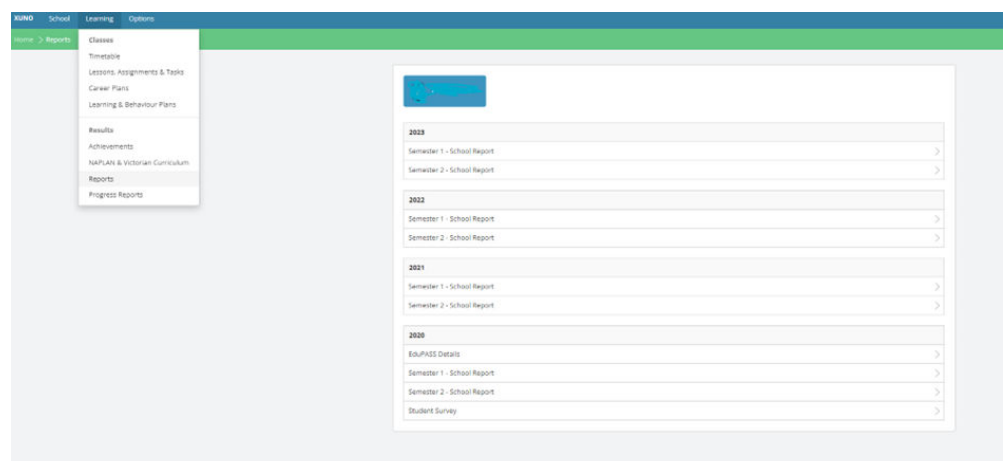 XUNO School Learning Options
Home > Reports
Classes
Timetable
Lessons, Assignments & Tasks
Career Plans
Learning & Behaviour Plans
Results
Achievements
NAPLAN & Victorian Curriculum
Reports
Progress Reports
2023
Semester 1 - School Report
Semester 2 - School Report
2022
Semester 1 - School Report
Semester 2 - School Report
2021
Semester 1 - School Report
Semester 2 - School Report
2020
EduPASS Details
Semester 1 - School Report
Semester 2 - School Report
Student Survey